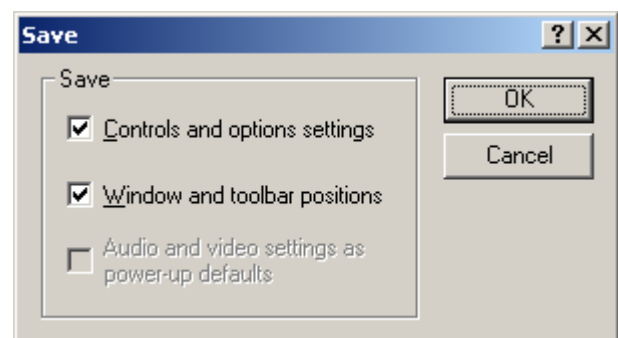 Save
Save
OK
Controls and options settings
Cancel
Window and toolbar positions
Audio and video settings as
power-up defaults